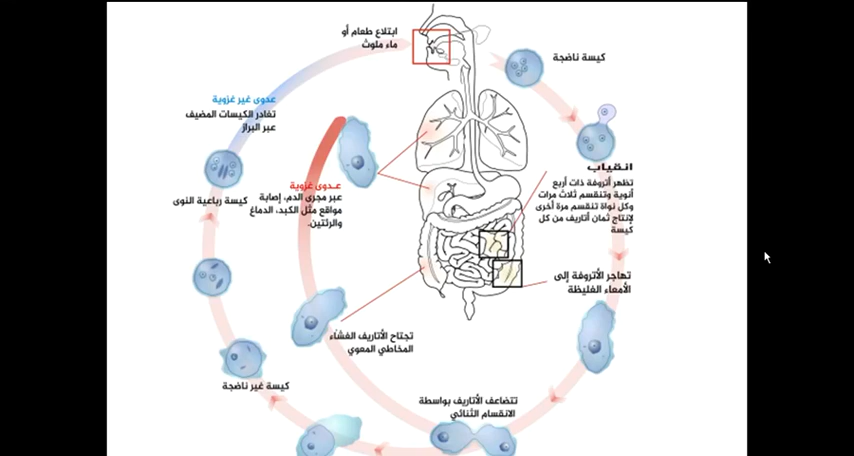 ابتلاع طعام أو
ماء ملوث
كيسة ناضجة
انقياب
تظهر أتروفة ذات أربع
أنوية وتنقسم ثلاث مرات
وكل نواة تنقسم مرة أخرى
لإنتاج ثمان أتاريف من كل
كيسة
تهاجر الأتروفة إلى
الأمعاء الغليظة
تتضاعف الأتاريف بواسطة
الانقسام الثنائي
كيسة غير ناضجة
كيسة رباعية النوى
عدوى غير غزوية
تغادر الكيسات المضيف
عبر البراز
عدوى غزوية
عبر مجرى الدم، إصابة
مواقع مثل الكبد، الدماغ
والرئتين.
تجتاح الأتاريف الغشاء
المخاطي المعوي